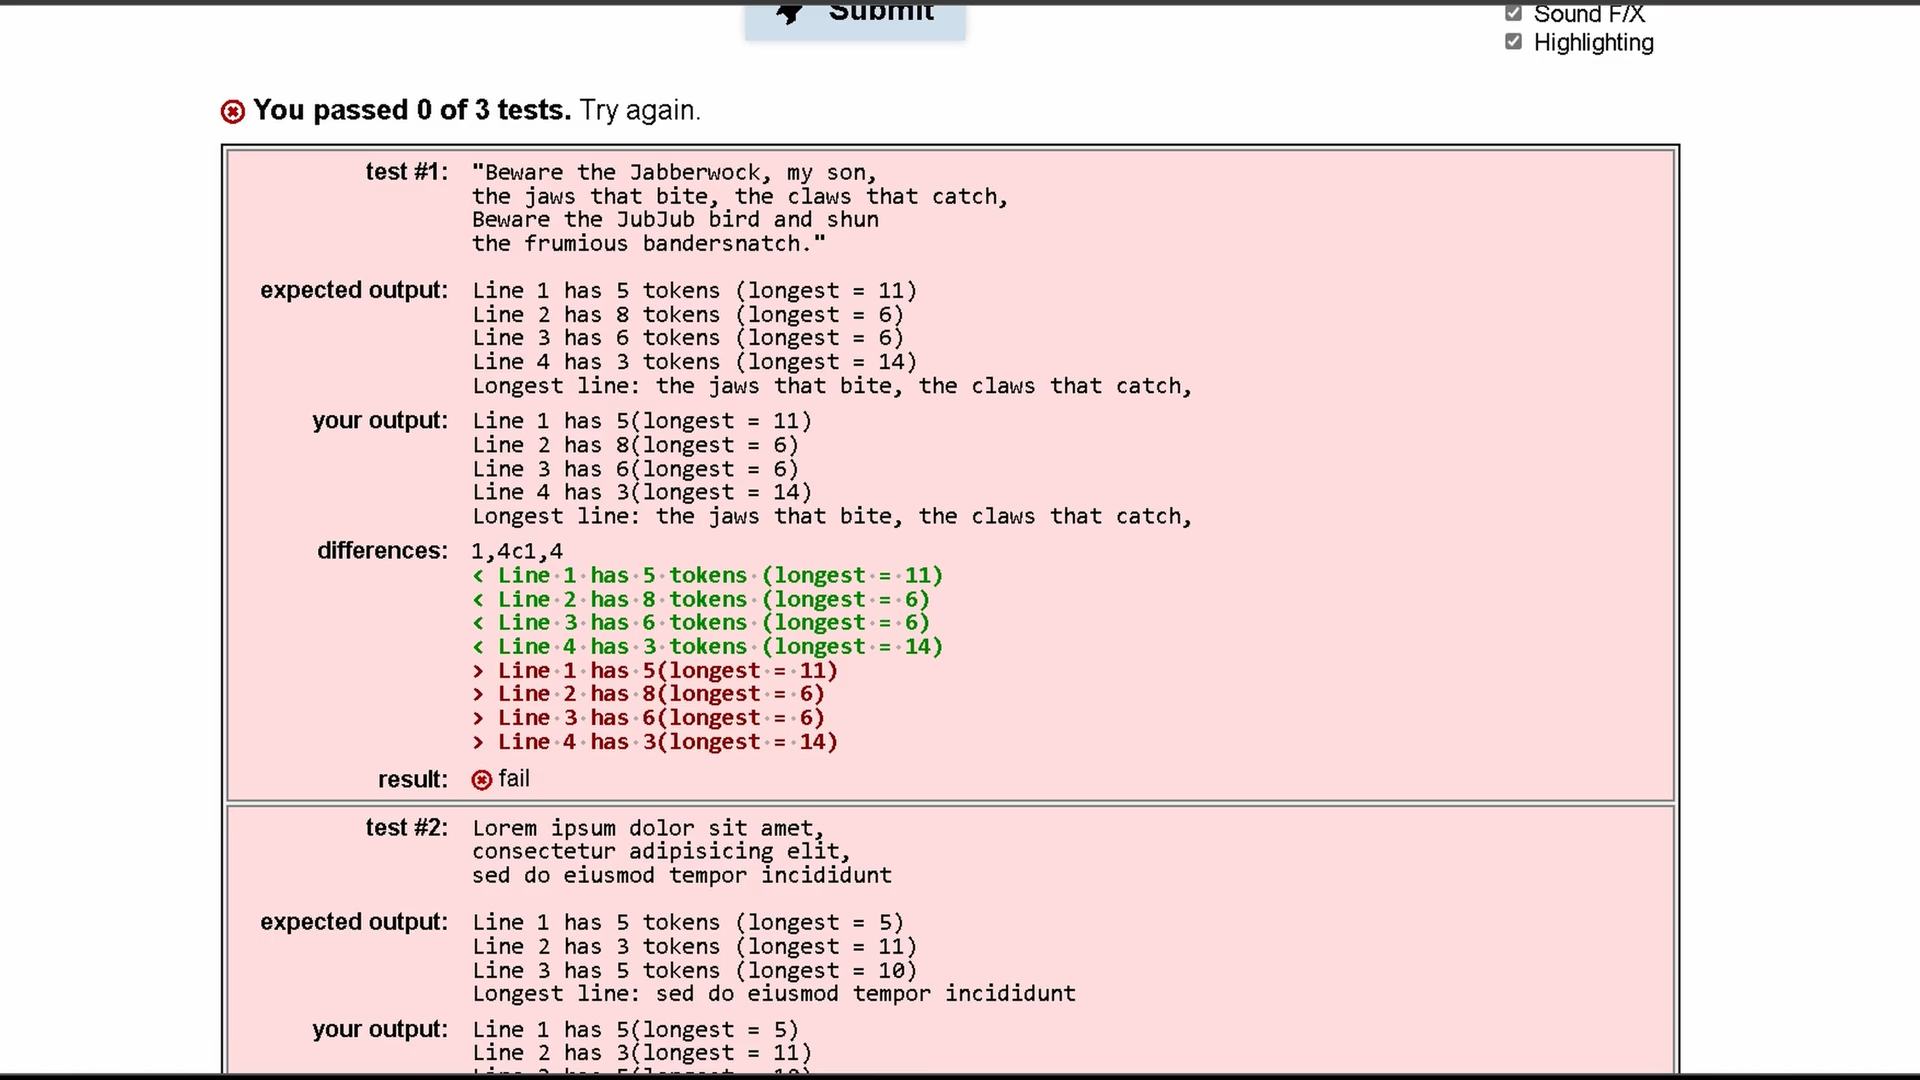 Submit
Sound F/X
Highlighting
You passed 0 of 3 tests. Try again.
test #1: "Beware the Jabberwock, my son,
the jaws that bite, the claws that catch,
Beware the JubJub bird and shun
the frumious bandersnatch."
expected output: Line 1 has 5 tokens (longest = 11)
Line 2 has 8 tokens (longest = 6)
Line 3 has 6 tokens (longest = 6)
Line 4 has 3 tokens (longest = 14)
Longest line: the jaws that bite, the claws that catch,
your output: Line 1 has 5(longest = 11)
Line 2 has 8(longest = 6)
Line 3 has 6(longest = 6)
Line 4 has 3(longest = 14)
Longest line: the jaws that bite, the claws that catch,
differences: 1,4c1,4
< Line·1·has·5·tokens·(longest·=·11)
< Line·2·has·8·tokens·(longest·=·6)
< Line·3·has·6·tokens·(longest·=·6)
< Line·4·has·3·tokens·(longest·=·14)
> Line·1·has·5(longest·=·11)
> Line·2·has·8(longest·=·6)
> Line·3·has·6(longest·=·6)
> Line·4·has·3(longest·=·14)
result: fail
test #2: Lorem ipsum dolor sit amet,
consectetur adipisicing elit,
sed do eiusmod tempor incididunt
expected output: Line 1 has 5 tokens (longest = 5)
Line 2 has 3 tokens (longest = 11)
Line 3 has 5 tokens (longest = 10)
Longest line: sed do eiusmod tempor incididunt
your output: Line 1 has 5(longest = 5)
Line 2 has 3(longest = 11)
Line 3 has 5(longest = 10)